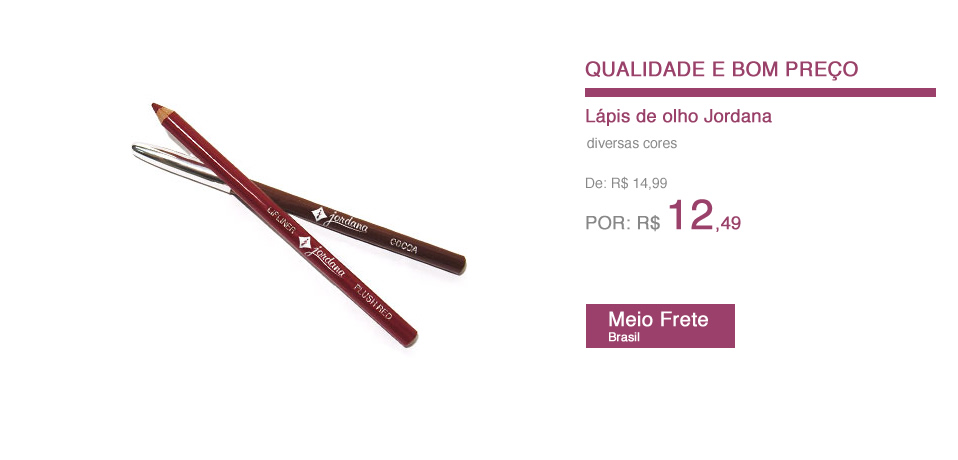 QUALIDADE E BOM PREÇO
Lápis de olho Jordana
diversas cores
De: R$ 14,99
POR: R$ 12,49
Meio Frete
Brasil
jordana
COCOA
LIPLINER
jordana
PLUSH RED